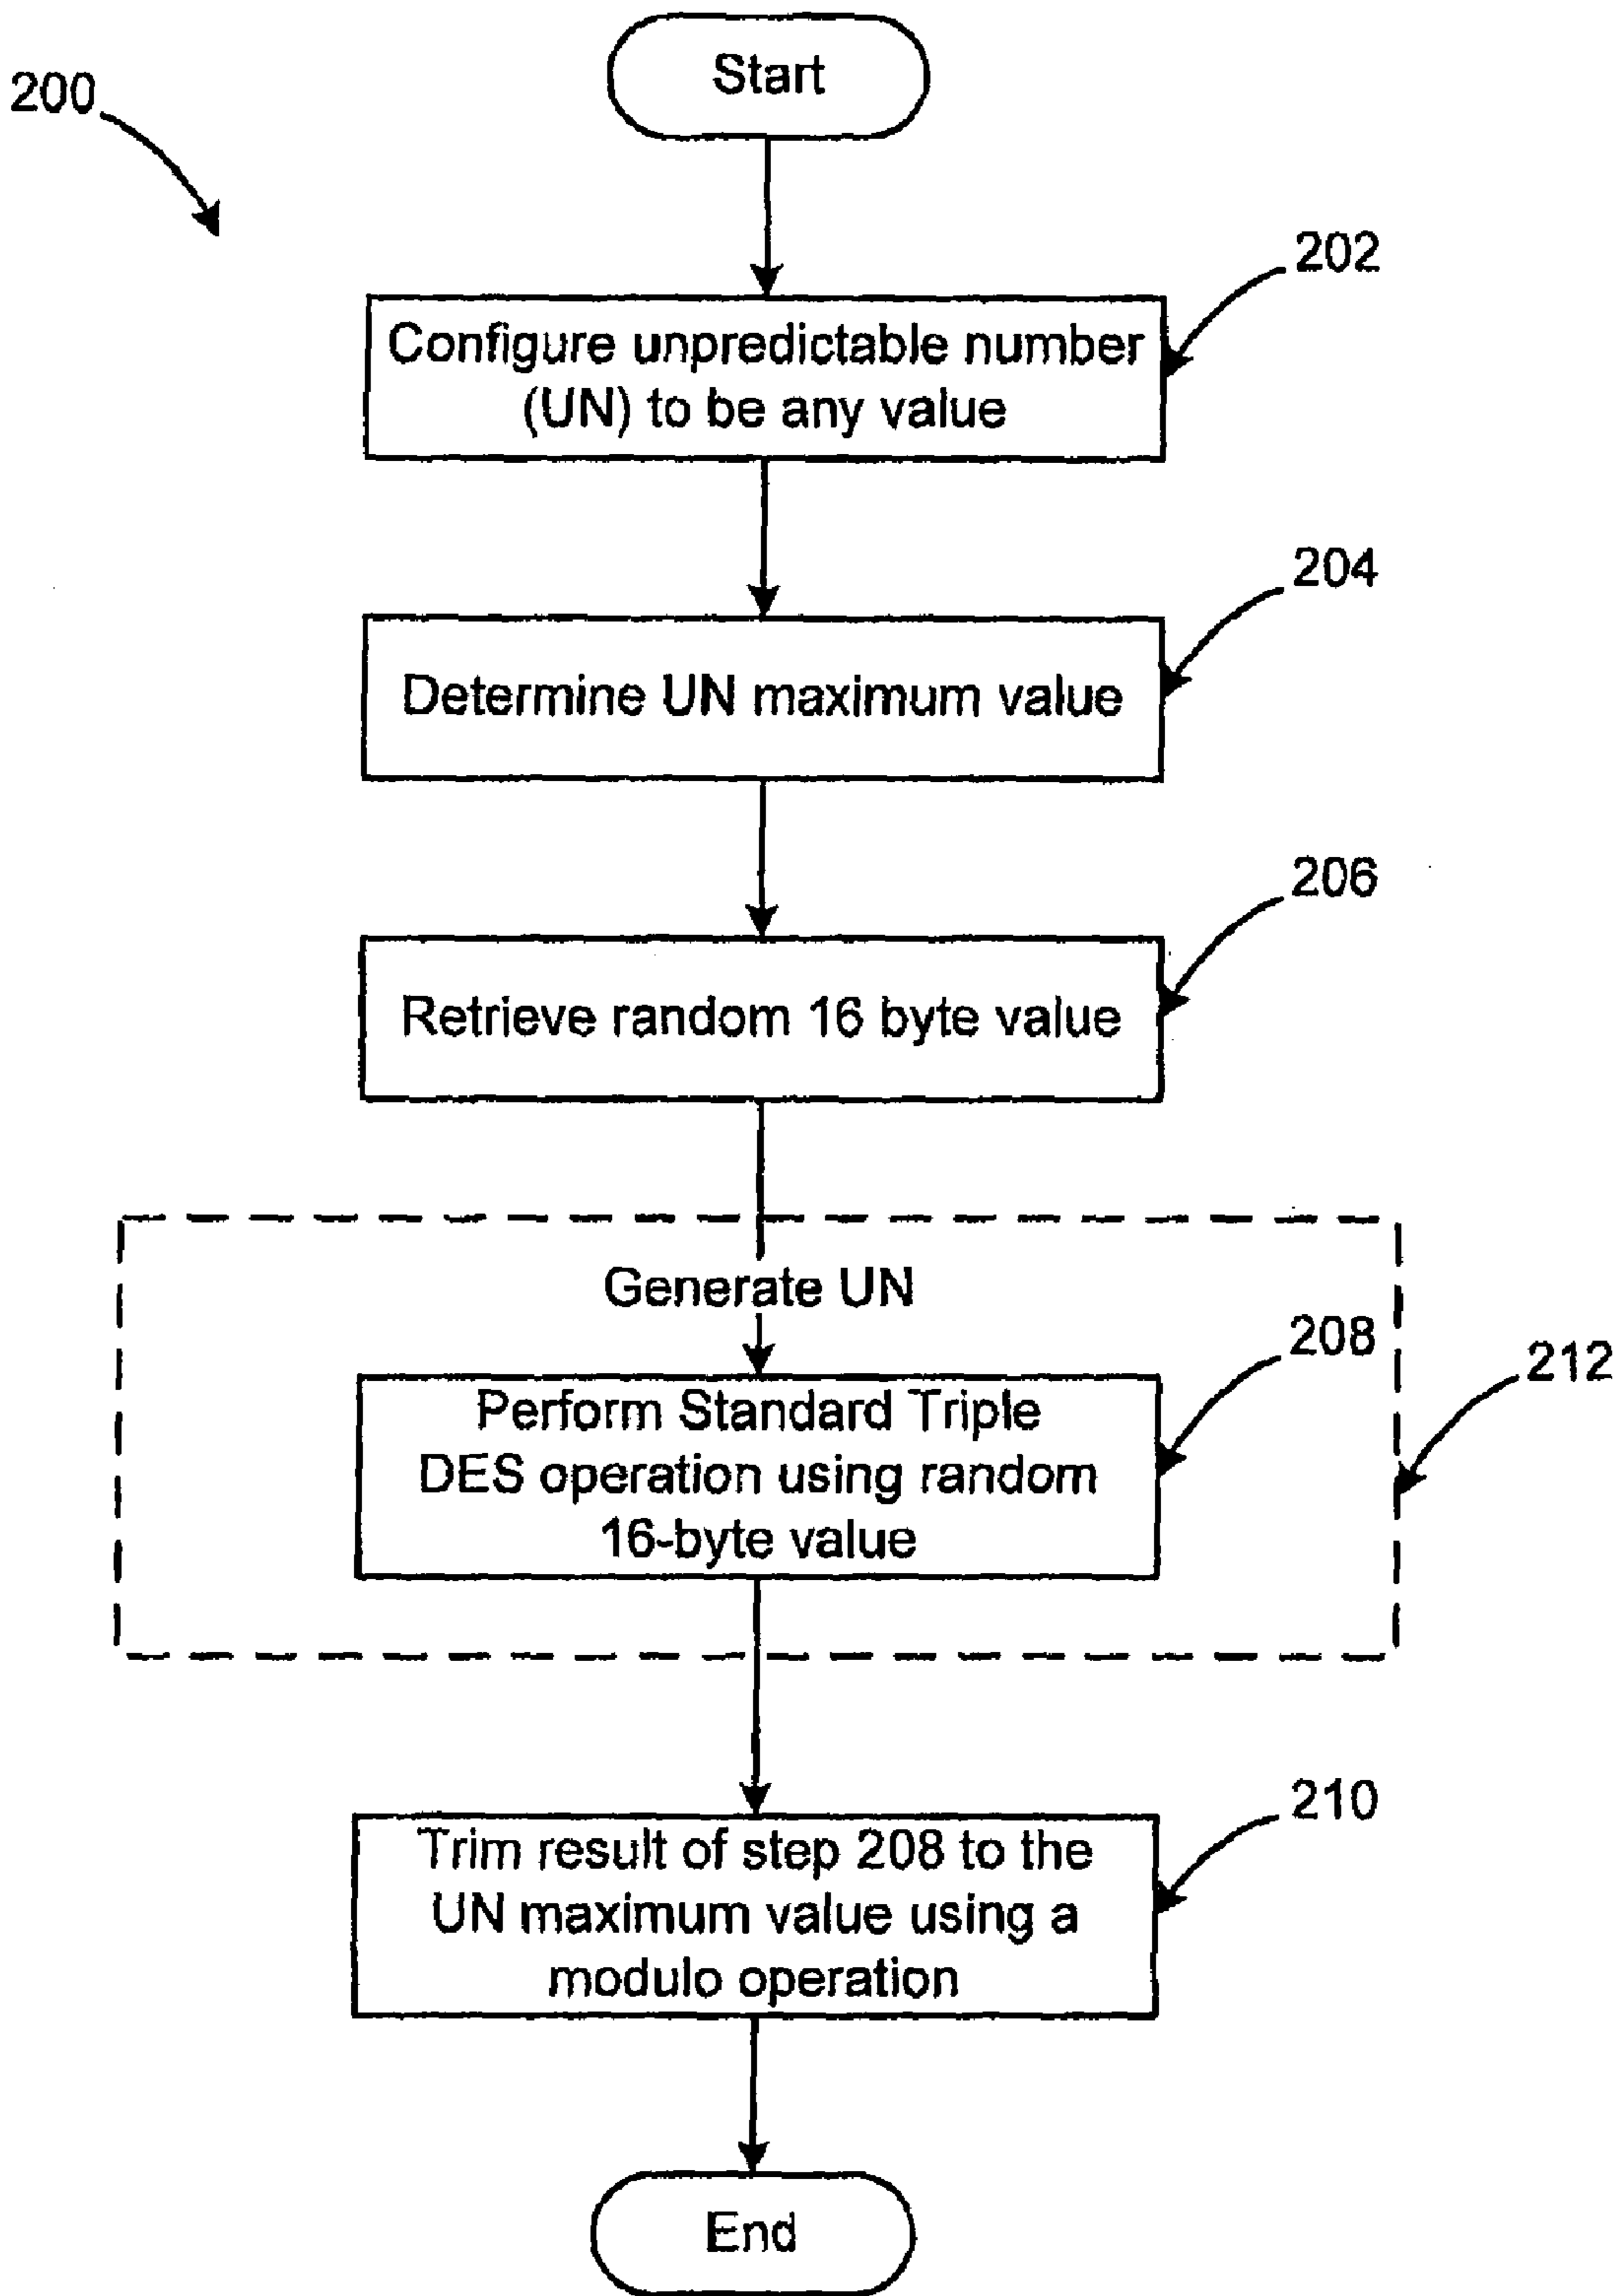 Start
200
202
Configure unpredictable number
(UN) to be any value
204
Determine UN maximum value
206
Retrieve random 16 byte value
Generate UN
208
212
Perform Standard Triple
DES operation using random
16-byte value
210
Trim result of step 208 to the
UN maximum value using a
modulo operation
End